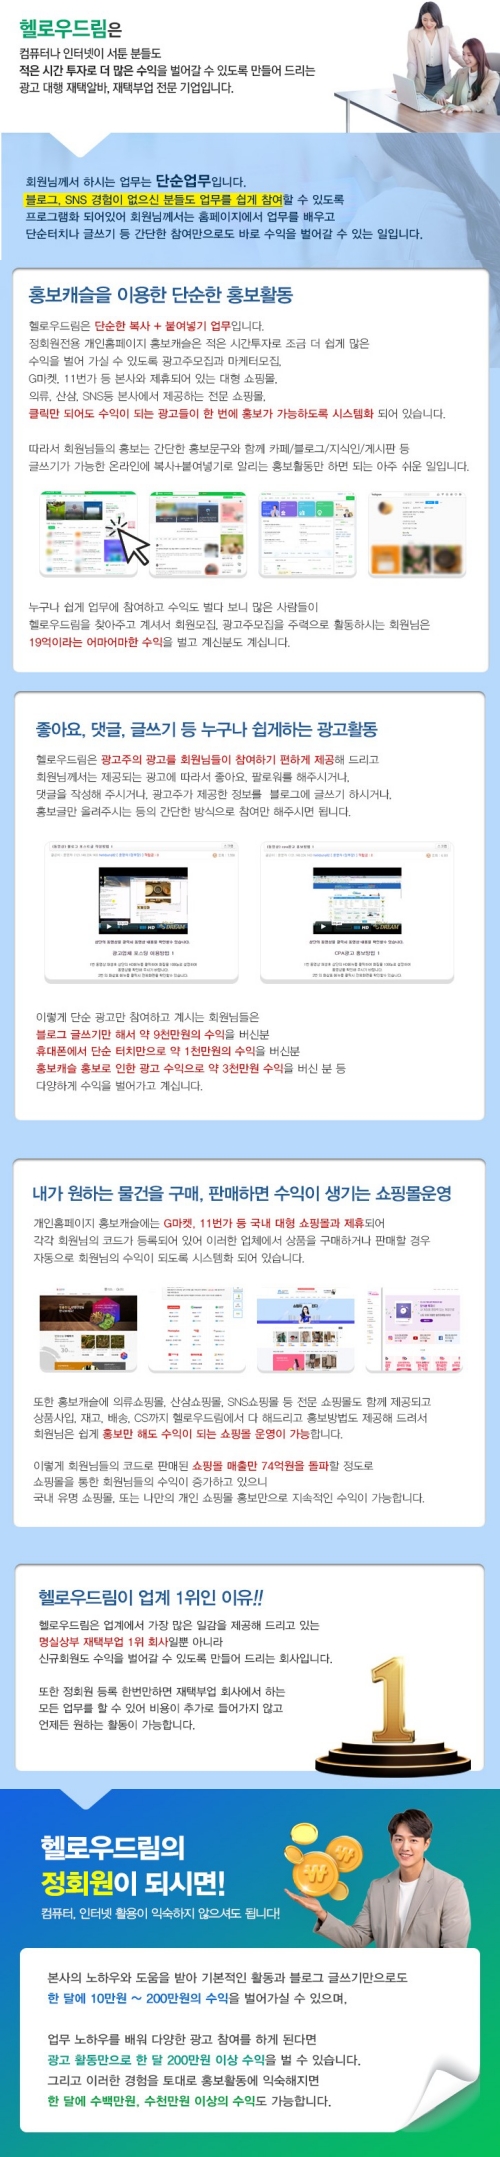 헬로우드림은
컴퓨터나 인터넷이 서툰 분들도
적은 시간 투자로 더 많은 수익을 벌어갈 수 있도록 만들어 드리는
광고 대행 재택알바, 재택부업 전문 기업입니다.
회원님께서 하시는 업무는 단순업무입니다.
블로그, SNS 경험이 없으신 분들도 업무를 쉽게 참여할 수 있도록
프로그램화 되어있어 회원님께서는 홈페이지에서 업무를 배우고
단순터치나 글쓰기 등 간단한 참여만으로도 바로 수익을 벌어갈 수 있는 일입니다.
홍보캐슬을 이용한 단순한 홍보활동
헬로우드림은 단순한 복사 + 붙여넣기 업무입니다.
정회원전용 개인홈페이지 홍보캐슬은 적은 시간투자로 조금 더 쉽게 많은
수익을 벌어 가실 수 있도록 광고주모집과 마케터모집,
G마켓, 11번가 등 본사와 제휴되어 있는 대형 쇼핑몰,
의류, 산삼, SNS등 본사에서 제공하는 전문 쇼핑몰,
클릭만 되어도 수익이 되는 광고들이 한 번에 홍보가 가능하도록 시스템화 되어 있습니다.
따라서 회원님들의 홍보는 간단한 홍보문구와 함께 카페/블로그/지식인/게시판 등
글쓰기가 가능한 온라인에 복사+붙여넣기로 알리는 홍보활동만 하면 되는 아주 쉬운 일입니다.
누구나 쉽게 업무에 참여하고 수익도 벌다 보니 많은 사람들이
헬로우드림을 찾아주고 계셔서 회원모집, 광고주모집을 주력으로 활동하시는 회원님은
19억이라는 어마어마한 수익을 벌고 계신분도 계십니다.
좋아요, 댓글, 글쓰기 등 누구나 쉽게하는 광고활동
헬로우드림은 광고주의 광고를 회원님들이 참여하기 편하게 제공해 드리고
회원님께서는 제공되는 광고에 따라서 좋아요, 팔로워를 해주시거나,
댓글을 작성해 주시거나, 광고주가 제공한 정보를 블로그에 글쓰기 하시거나,
홍보글만 올려주시는 등의 간단한 방식으로 참여만 해주시면 됩니다.
광고업체 포스팅 이용방법 1
CPA광고 홍보방법 1
이렇게 단순 광고만 참여하고 계시는 회원님들은
블로그 글쓰기만 해서 약 9천만원의 수익을 버신분
휴대폰에서 단순 터치만으로 약 1천만원의 수익을 버신분
홍보캐슬 홍보로 인한 광고 수익으로 약 3천만원 수익을 버신 분 등
다양하게 수익을 벌어가고 계십니다.
내가 원하는 물건을 구매, 판매하면 수익이 생기는 쇼핑몰운영
개인홈페이지 홍보캐슬에는 G마켓, 11번가 등 국내 대형 쇼핑몰과 제휴되어
각각 회원님의 코드가 등록되어 있어 이러한 업체에서 상품을 구매하거나 판매할 경우
자동으로 회원님의 수익이 되도록 시스템화 되어 있습니다.
또한 홍보캐슬에 의류쇼핑몰, 산삼쇼핑몰, SNS쇼핑몰 등 전문 쇼핑몰도 함께 제공되고
상품사입, 재고, 배송, CS까지 헬로우드림에서 다 해드리고 홍보방법도 제공해 드려서
회원님은 쉽게 홍보만 해도 수익이 되는 쇼핑몰 운영이 가능합니다.
이렇게 회원님들의 코드로 판매된 쇼핑몰 매출만 74억원을 돌파할 정도로
쇼핑몰을 통한 회원님들의 수익이 증가하고 있으니
국내 유명 쇼핑몰, 또는 나만의 개인 쇼핑몰 홍보만으로 지속적인 수익이 가능합니다.
헬로우드림이 업계 1위인 이유!!
헬로우드림은 업계에서 가장 많은 일감을 제공해 드리고 있는
명실상부 재택부업 1위 회사일뿐 아니라
신규회원도 수익을 벌어갈 수 있도록 만들어 드리는 회사입니다.
또한 정회원 등록 한번만하면 재택부업 회사에서 하는
모든 업무를 할 수 있어 비용이 추가로 들어가지 않고
언제든 원하는 활동이 가능합니다.
1
헬로우드림의
정회원이 되시면!
컴퓨터, 인터넷 활용이 익숙하지 않으셔도 됩니다!
본사의 노하우와 도움을 받아 기본적인 활동과 블로그 글쓰기만으로도
한 달에 10만원 ~ 200만원의 수익을 벌어가실 수 있으며,
업무 노하우를 배워 다양한 광고 참여를 하게 된다면
광고 활동만으로 한 달 200만원 이상 수익을 벌 수 있습니다.
그리고 이러한 경험을 토대로 홍보활동에 익숙해지면
한 달에 수백만원, 수천만원 이상의 수익도 가능합니다.